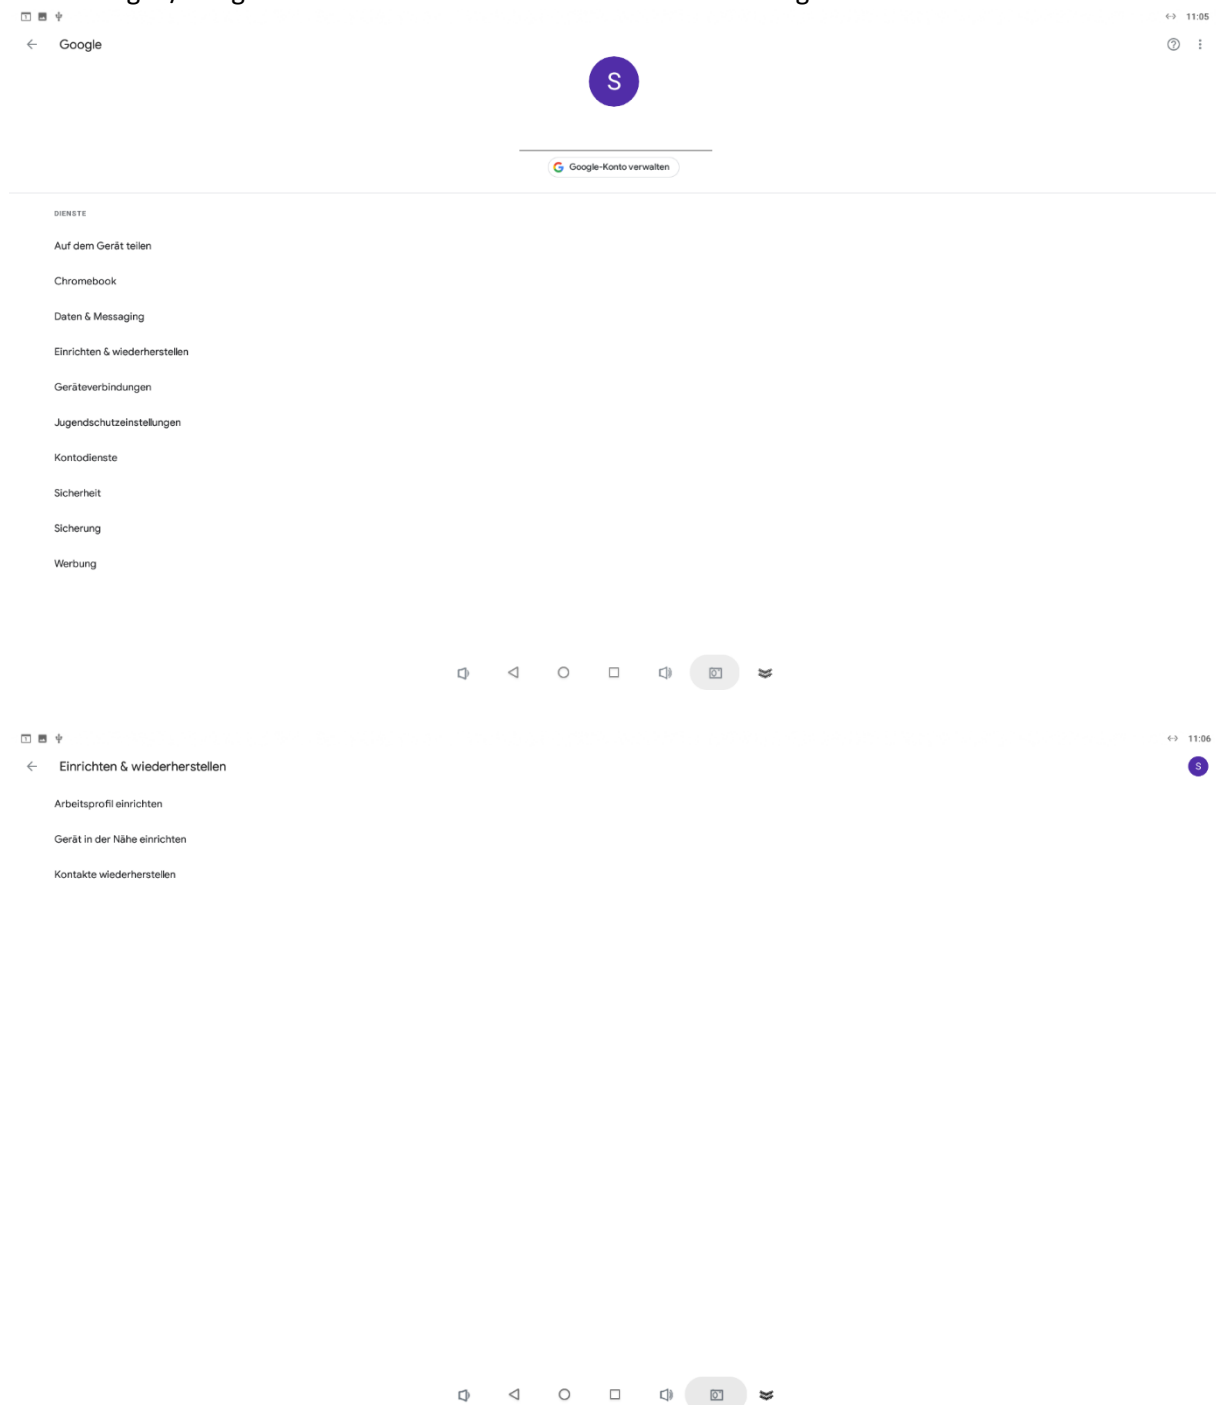 11:05
Google
S
Google-Konto verwalten
DIENSTE
Auf dem Gerät teilen
Chromebook
Daten & Messaging
Einrichten & wiederherstellen
Geräteverbindungen
Jugendschutzeinstellungen
Kontodienste
Sicherheit
Sicherung
Werbung
11:06
Einrichten & wiederherstellen
S
Arbeitsprofil einrichten
Gerät in der Nähe einrichten
Kontakte wiederherstellen